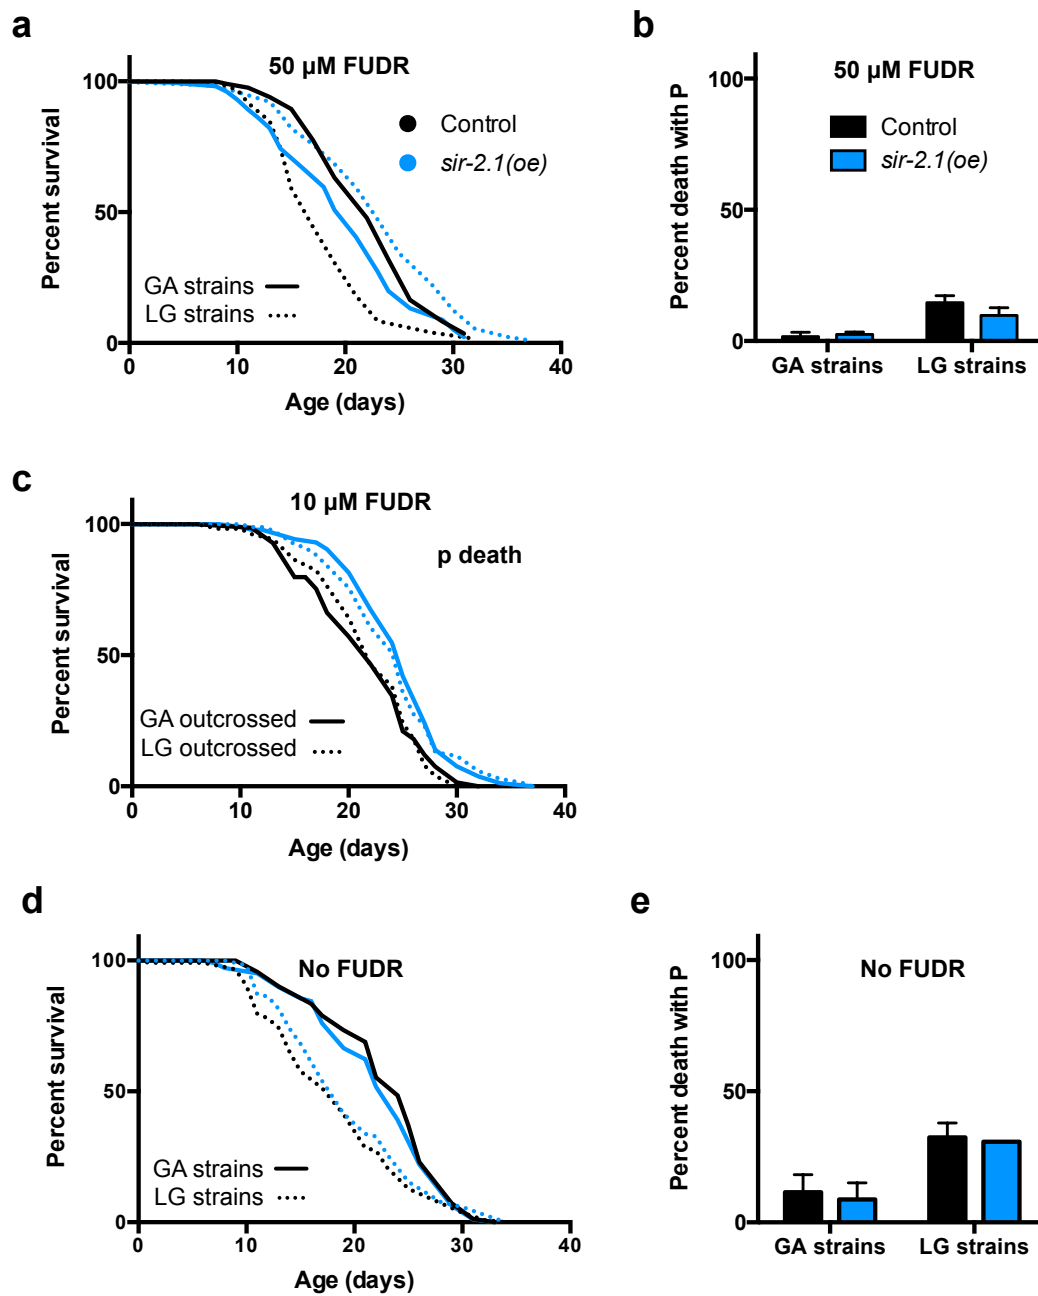 a
50 µM FUDR
Percent survival
100
50
0
Control
sir-2.1(oe)
GA strains
LG strains
0 10 20 30 40
Age (days)
b
50 µM FUDR
Percent death with P
100
50
0
Control
sir-2.1(oe)
GA strains LG strains
c
10 µM FUDR
p death
Percent survival
100
50
0
GA outcrossed
LG outcrossed
0 10 20 30 40
Age (days)
d
No FUDR
Percent survival
100
50
0
GA strains
LG strains
0 10 20 30 40
Age (days)
e
No FUDR
Percent death with P
100
50
0
GA strains LG strains